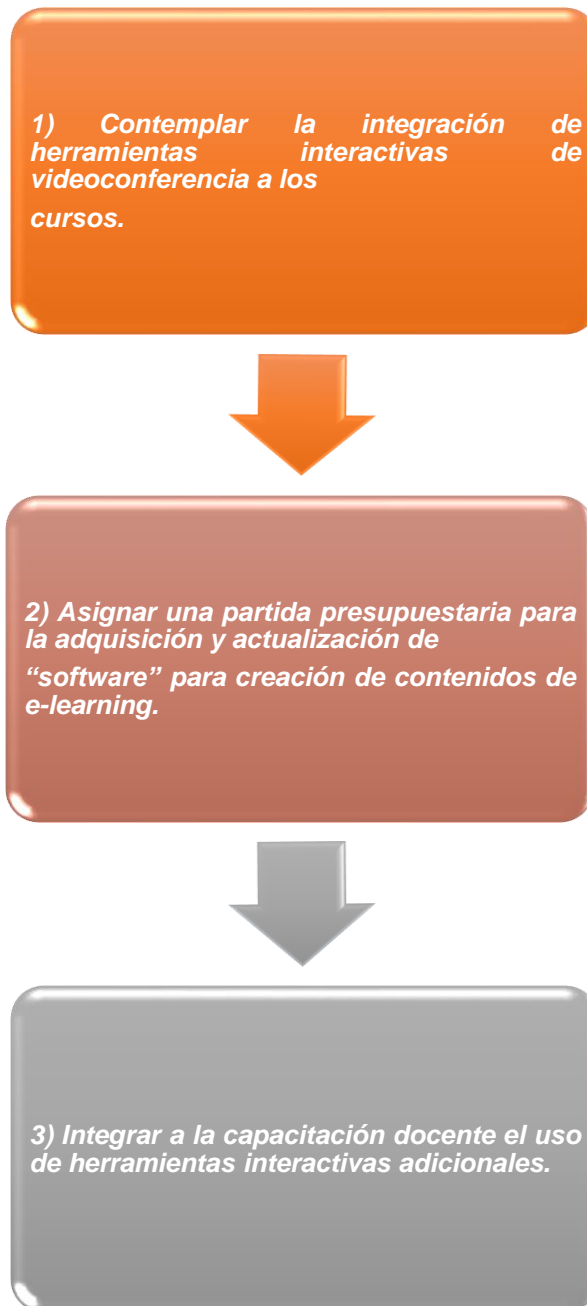 1) Contemplar la integración de
herramientas interactivas de
videoconferencia a los
cursos.
2) Asignar una partida presupuestaria para
la adquisición y actualización de
“software” para creación de contenidos de
e-learning.
3) Integrar a la capacitación docente el uso
de herramientas interactivas adicionales.